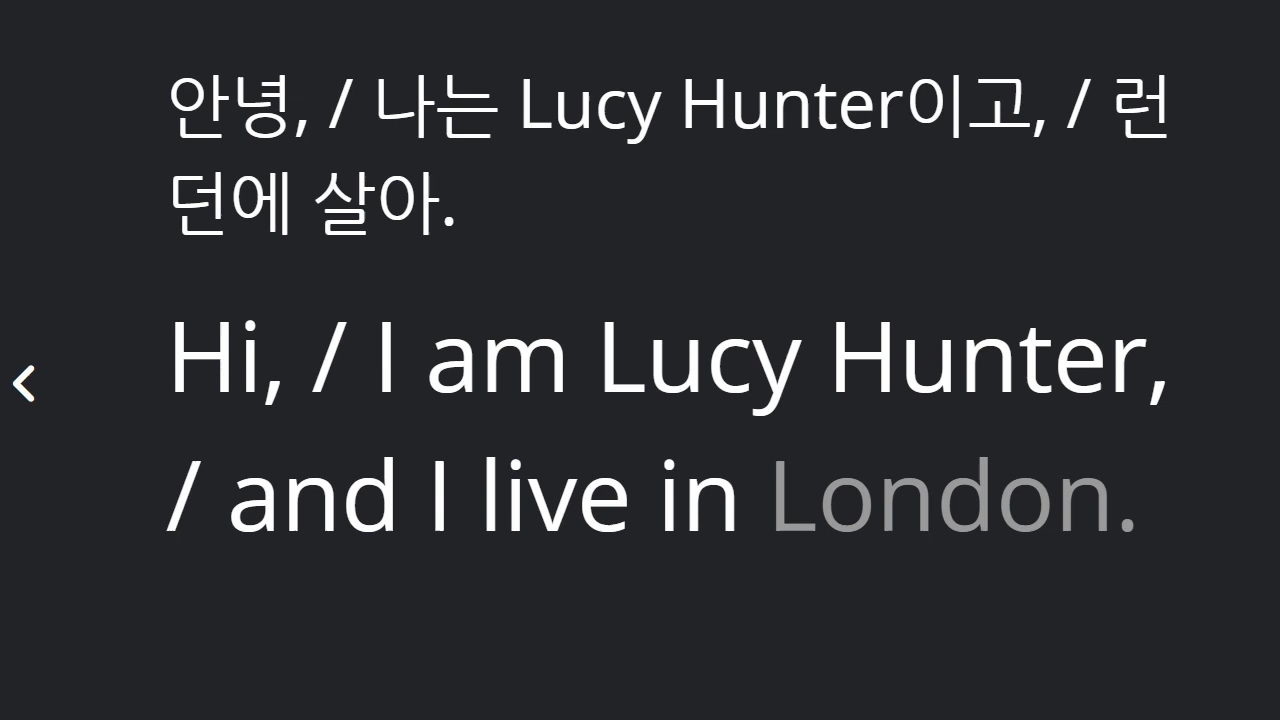 안녕, / 나는 Lucy Hunter이고, / 런
던에 살아.
Hi, / I am Lucy Hunter,
/ and I live in London.